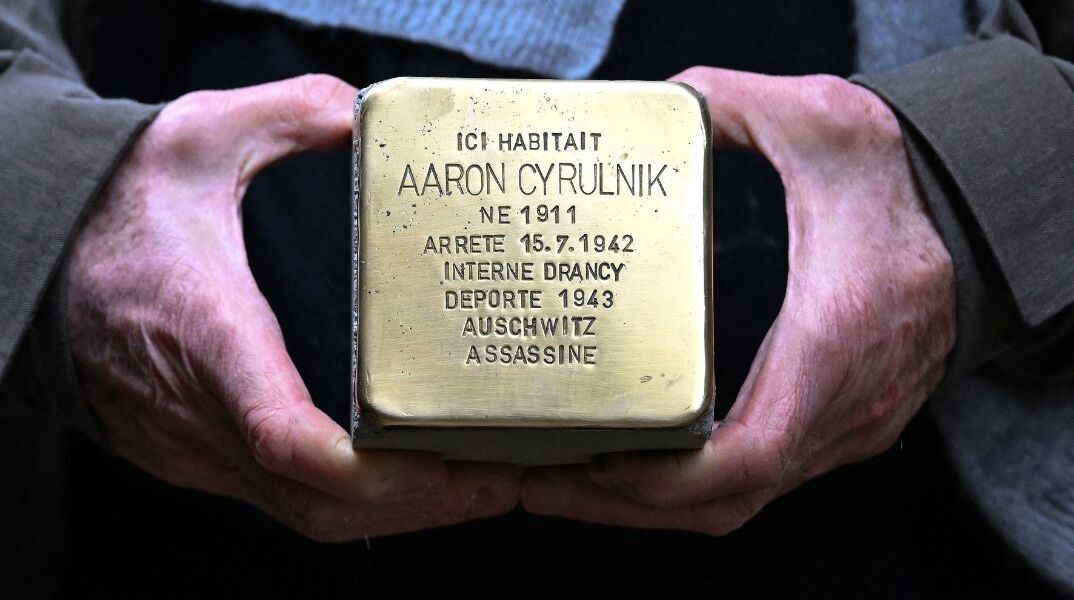 ICI HABITAIT
AARON CYRULNIK
NE 1911
ARRETE 15.7.1942
INTERNE DRANCY
DEPORTE 1943
AUSCHWITZ
ASSASSINE